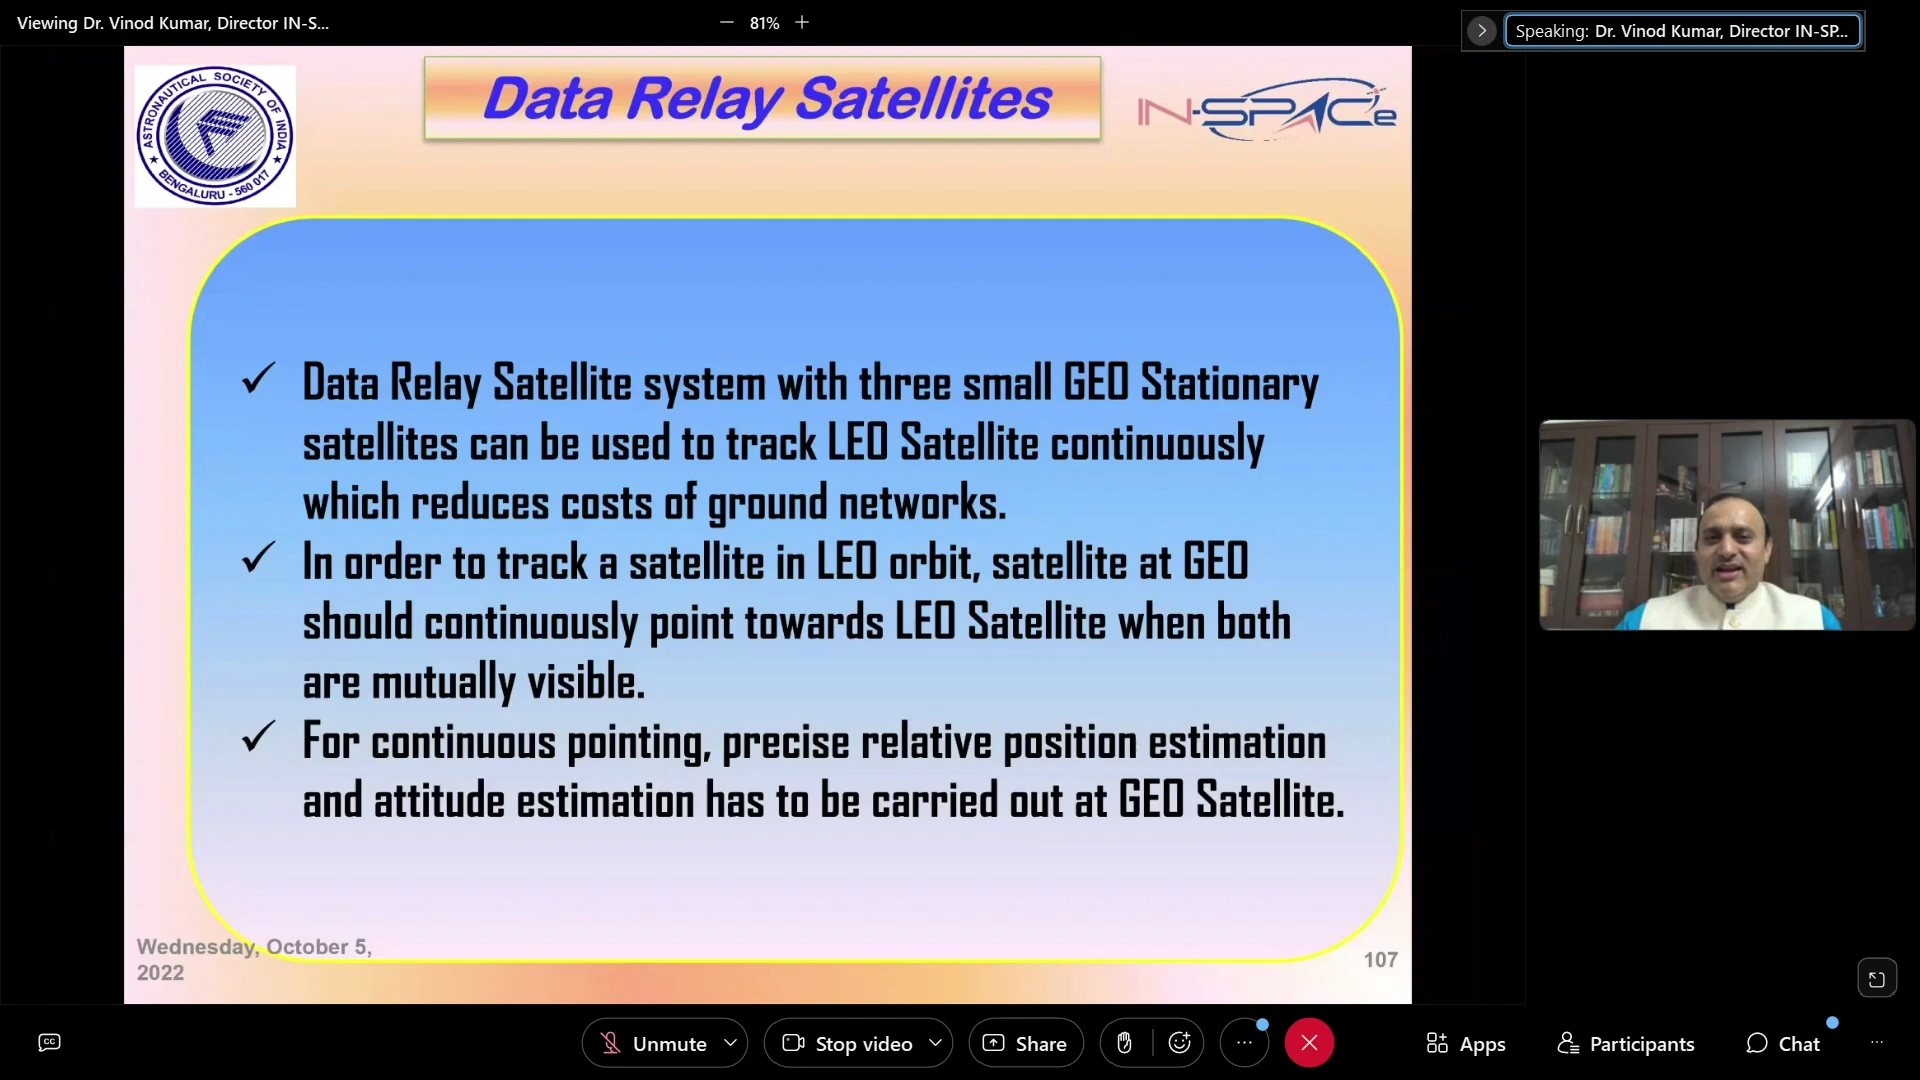 Viewing Dr. Vinod Kumar, Director IN-S...
81%
Speaking: Dr. Vinod Kumar, Director IN-SP...
ASTRONAUTICAL SOCIETY OF INDIA
BENGALURU - 560 017
Data Relay Satellites
IN-SPACe
✓ Data Relay Satellite system with three small GEO Stationary
satellites can be used to track LEO Satellite continuously
which reduces costs of ground networks.
✓ In order to track a satellite in LEO orbit, satellite at GEO
should continuously point towards LEO Satellite when both
are mutually visible.
✓ For continuous pointing, precise relative position estimation
and attitude estimation has to be carried out at GEO Satellite.
Wednesday, October 5,
2022
107
CC
Unmute
Stop video
Share
Apps
Participants
Chat